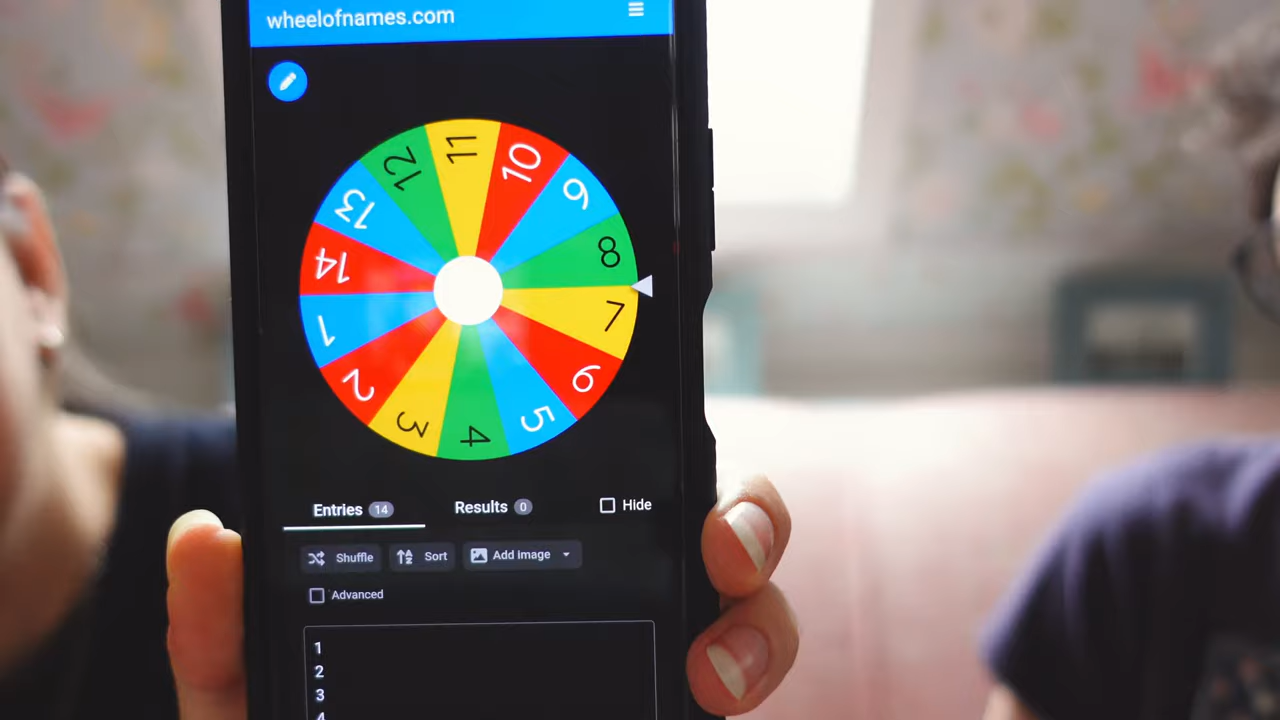 wheelofnames.com
11
10
9
8
7
6
5
4
3
2
1
14
13
12
Entries 14
Results 0
Hide
Shuffle
Sort
Add image
Advanced
1
2
3
4